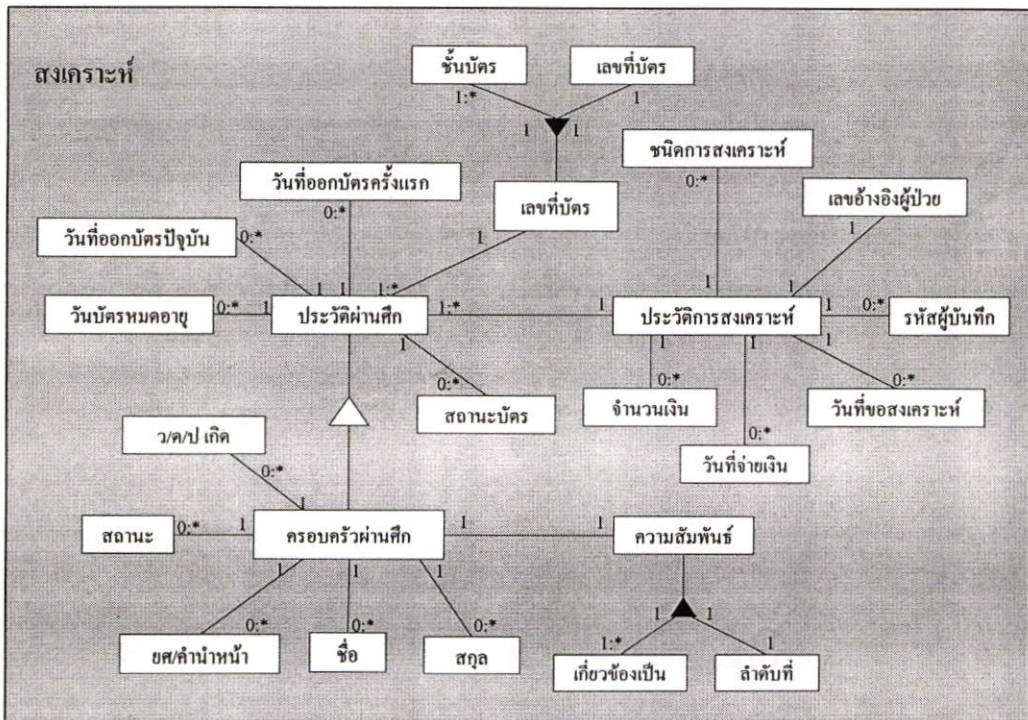 สงเคราะห์
ชั้นบัตร
เลขที่บัตร
1:*
1
1
1
ชนิดการสงเคราะห์
0:*
วันที่ออกบัตรครั้งแรก
0:*
เลขที่บัตร
1
เลขอ้างอิงผู้ป่วย
1
วันที่ออกบัตรปัจุบัน
0:*
1
1
1:*
1
1
วันบัตรหมดอายุ
0:*
1
ประวัติผ่านศึก
1:*
1
ประวัติการสงเคราะห์
1
0:*
รหัสผู้บันทึก
1
1
1
1
0:*
สถานะบัตร
0:*
จำนวนเงิน
0:*
วันที่ขอสงเคราะห์
0:*
วันที่จ่ายเงิน
ว/ด/ป เกิด
0:*
1
สถานะ
0:*
1
ครอบครัวผ่านศึก
1
1
ความสัมพันธ์
1
1
1
0:*
0:*
0:*
ยศ/คำนำหน้า
ชื่อ
สกุล
1
1
1:*
1
เกี่ยวข้องเป็น
ลำดับที่